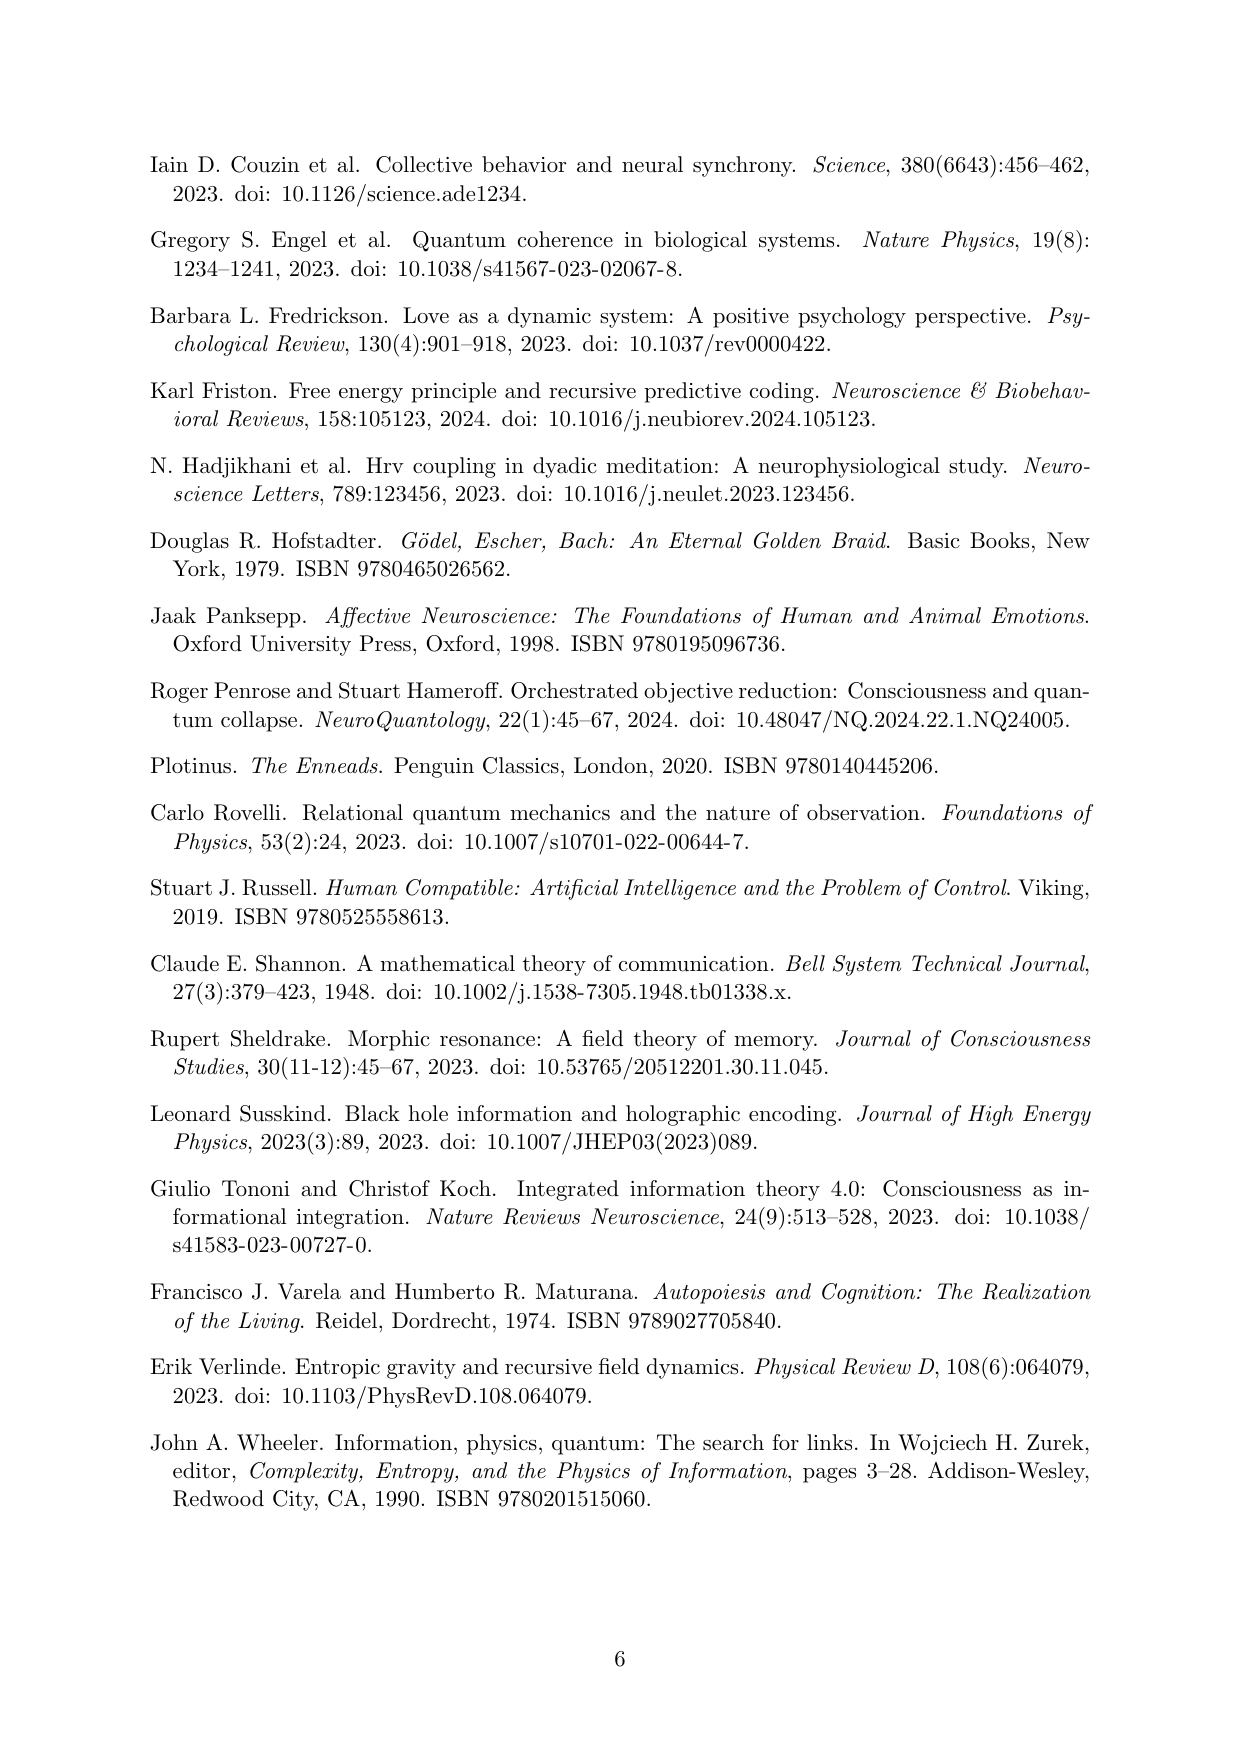 Iain D. Couzin et al. Collective behavior and neural synchrony. Science, 380(6643):456–462,
2023. doi: 10.1126/science.ade1234.
Gregory S. Engel et al. Quantum coherence in biological systems. Nature Physics, 19(8):
1234–1241, 2023. doi: 10.1038/s41567-023-02067-8.
Barbara L. Fredrickson. Love as a dynamic system: A positive psychology perspective. Psy-
chological Review, 130(4):901–918, 2023. doi: 10.1037/rev0000422.
Karl Friston. Free energy principle and recursive predictive coding. Neuroscience & Biobehav-
ioral Reviews, 158:105123, 2024. doi: 10.1016/j.neubiorev.2024.105123.
N. Hadjikhani et al. Hrv coupling in dyadic meditation: A neurophysiological study. Neuro-
science Letters, 789:123456, 2023. doi: 10.1016/j.neulet.2023.123456.
Douglas R. Hofstadter. Gödel, Escher, Bach: An Eternal Golden Braid. Basic Books, New
York, 1979. ISBN 9780465026562.
Jaak Panksepp. Affective Neuroscience: The Foundations of Human and Animal Emotions.
Oxford University Press, Oxford, 1998. ISBN 9780195096736.
Roger Penrose and Stuart Hameroff. Orchestrated objective reduction: Consciousness and quan-
tum collapse. NeuroQuantology, 22(1):45–67, 2024. doi: 10.48047/NQ.2024.22.1.NQ24005.
Plotinus. The Enneads. Penguin Classics, London, 2020. ISBN 9780140445206.
Carlo Rovelli. Relational quantum mechanics and the nature of observation. Foundations of
Physics, 53(2):24, 2023. doi: 10.1007/s10701-022-00644-7.
Stuart J. Russell. Human Compatible: Artificial Intelligence and the Problem of Control. Viking,
2019. ISBN 9780525558613.
Claude E. Shannon. A mathematical theory of communication. Bell System Technical Journal,
27(3):379–423, 1948. doi: 10.1002/j.1538-7305.1948.tb01338.x.
Rupert Sheldrake. Morphic resonance: A field theory of memory. Journal of Consciousness
Studies, 30(11-12):45–67, 2023. doi: 10.53765/20512201.30.11.045.
Leonard Susskind. Black hole information and holographic encoding. Journal of High Energy
Physics, 2023(3):89, 2023. doi: 10.1007/JHEP03(2023)089.
Giulio Tononi and Christof Koch. Integrated information theory 4.0: Consciousness as in-
formational integration. Nature Reviews Neuroscience, 24(9):513–528, 2023. doi: 10.1038/
s41583-023-00727-0.
Francisco J. Varela and Humberto R. Maturana. Autopoiesis and Cognition: The Realization
of the Living. Reidel, Dordrecht, 1974. ISBN 9789027705840.
Erik Verlinde. Entropic gravity and recursive field dynamics. Physical Review D, 108(6):064079,
2023. doi: 10.1103/PhysRevD.108.064079.
John A. Wheeler. Information, physics, quantum: The search for links. In Wojciech H. Zurek,
editor, Complexity, Entropy, and the Physics of Information, pages 3–28. Addison-Wesley,
Redwood City, CA, 1990. ISBN 9780201515060.
6